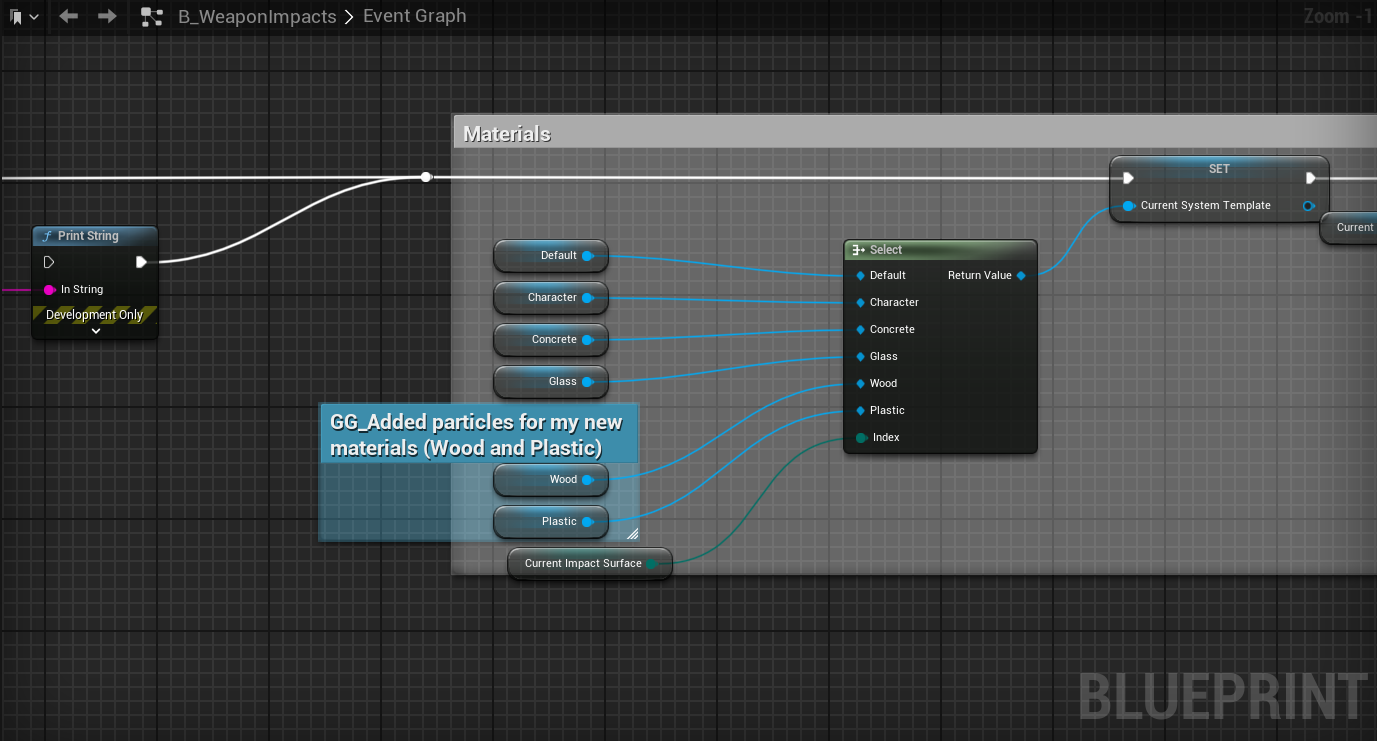 B_WeaponImpacts > Event Graph
Zoom -1
Materials
SET
Current System Template
Current
Print String
In String
Development Only
Default
Character
Concrete
Glass
GG_Added particles for my new
materials (Wood and Plastic)
Wood
Plastic
Current Impact Surface
Select
Default Return Value
Character
Concrete
Glass
Wood
Plastic
Index
BLUEPRINT